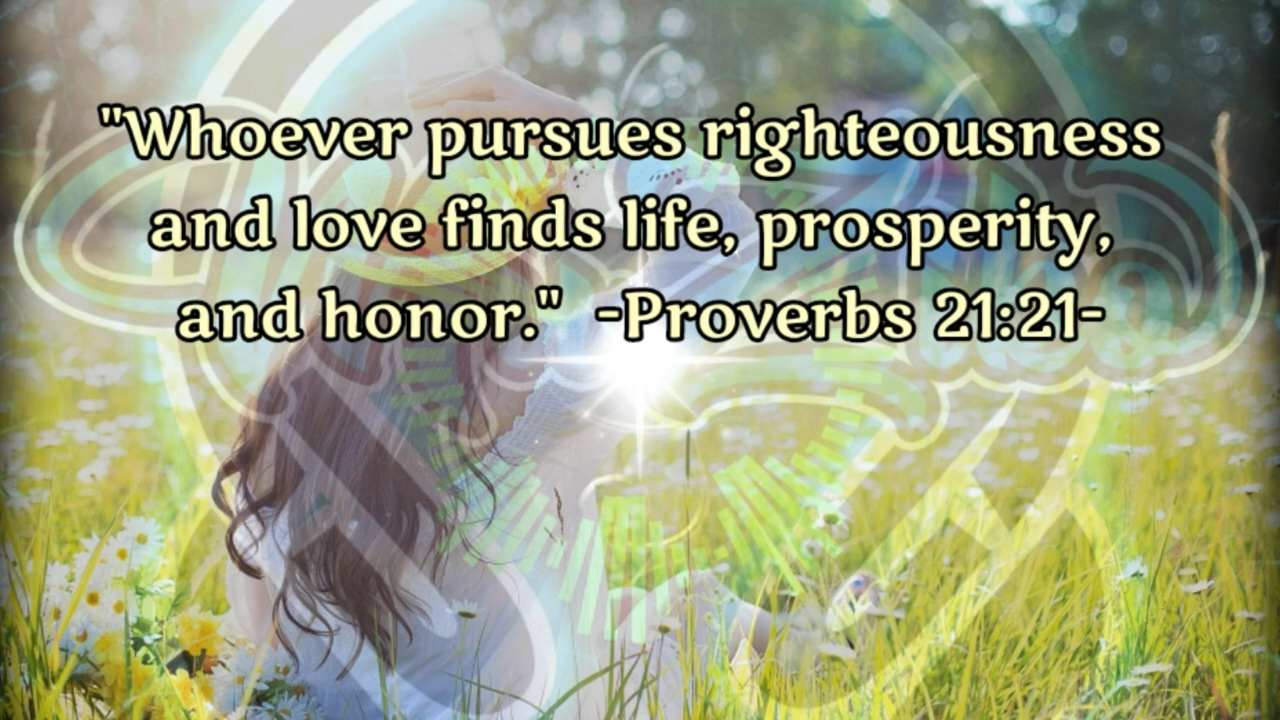 "Whoever pursues righteousness
and love finds life, prosperity,
and honor." -Proverbs 21:21-